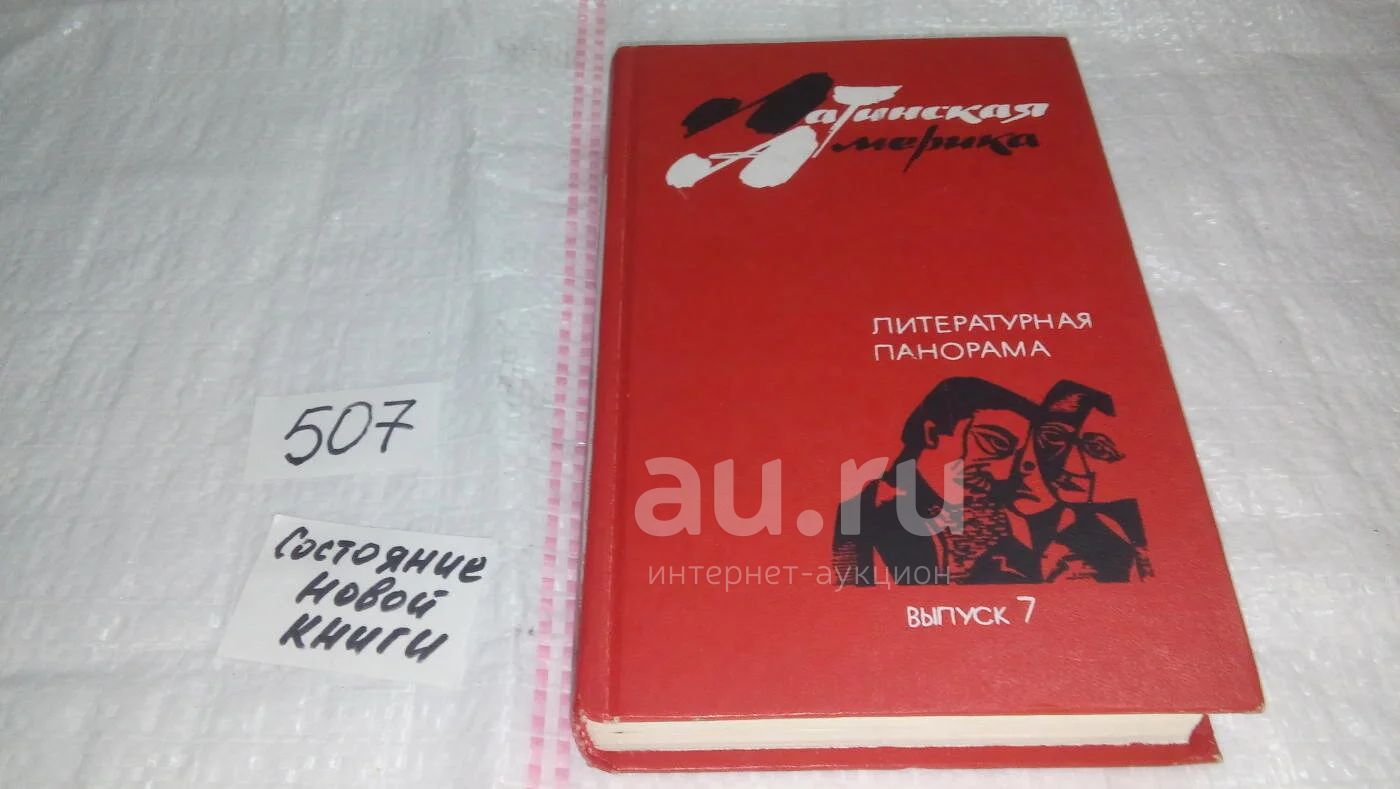 Латинская
Америка
ЛИТЕРАТУРНАЯ
ПАНОРАМА
ВЫПУСК 7
507
Состояние
новой
книги
au.ru
интернет-аукцион